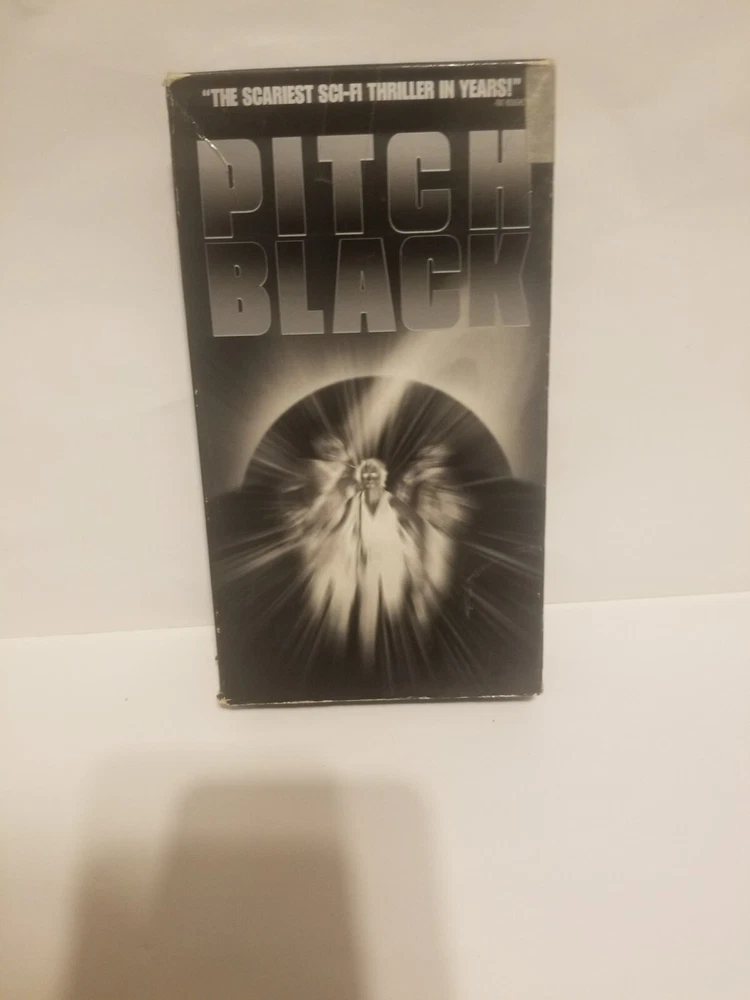 "THE SCARIEST SCI-FI THRILLER IN YEARS!"
PITCH
BLACK